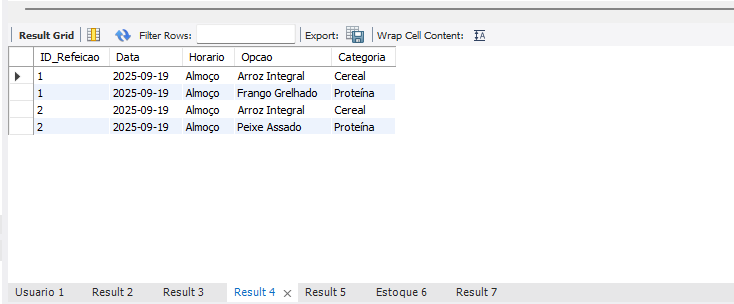 Result Grid Filter Rows: Export: Wrap Cell Content: IA
ID_Refeicao Data Horario Opcao Categoria
1 2025-09-19 Almoço Arroz Integral Cereal
1 2025-09-19 Almoço Frango Grelhado Proteína
2 2025-09-19 Almoço Arroz Integral Cereal
2 2025-09-19 Almoço Peixe Assado Proteína
Usuario 1 Result 2 Result 3 Result 4 Result 5 Estoque 6 Result 7